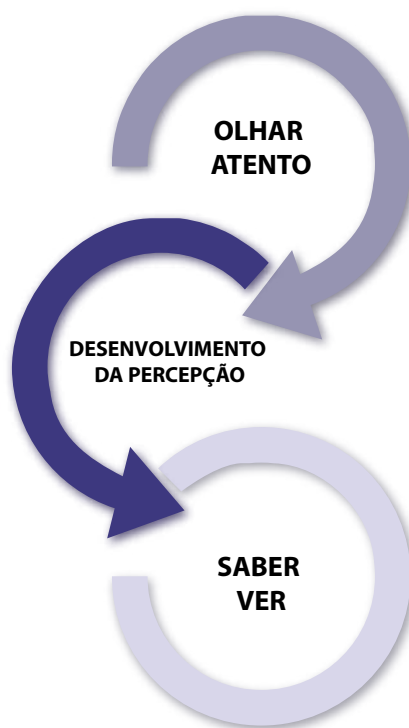 OLHAR
ATENTO
DESENVOLVIMENTO
DA PERCEPÇÃO
SABER
VER